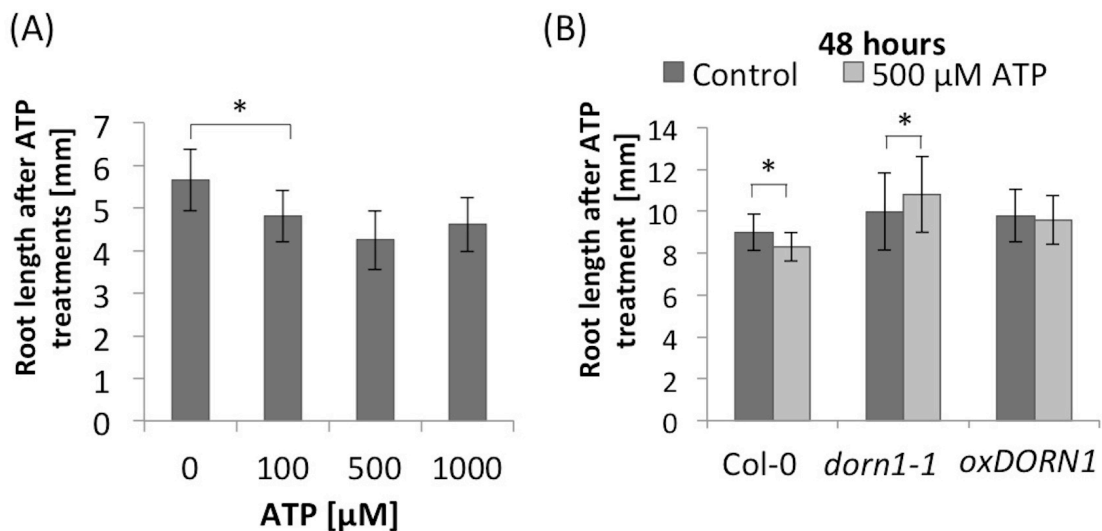 (A)
Root length after ATP
treatments [mm]
7
6
5
4
3
2
1
0
*
0 100 500 1000
ATP [µM]
(B)
48 hours
Control 500 µM ATP
Root length after ATP
treatment [mm]
14
12
10
8
6
4
2
0
*
*
Col-0 dorn1-1 oxDORN1